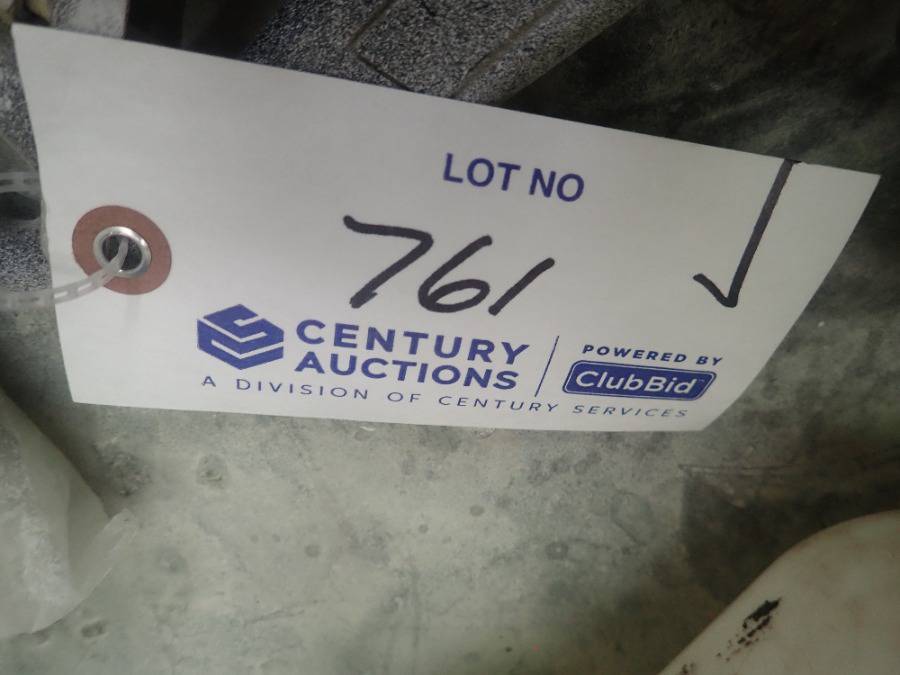 LOT NO
761
CENTURY
AUCTIONS
POWERED BY
ClubBid
A DIVISION OF CENTURY SERVICES